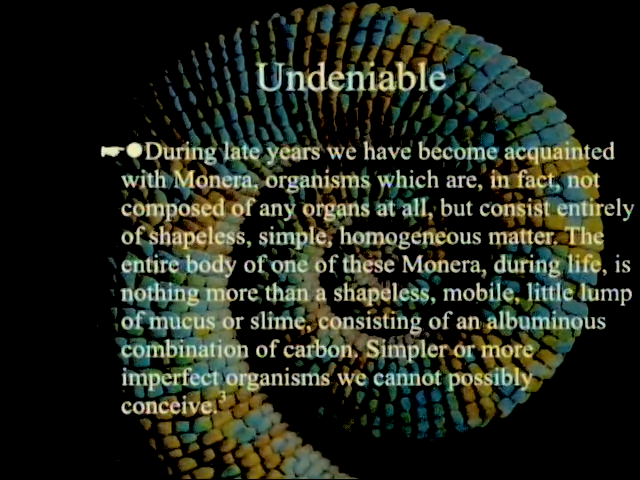 Undeniable
☛●During late years we have become acquainted
with Monera, organisms which are, in fact, not
composed of any organs at all, but consist entirely
of shapeless, simple, homogeneous matter. The
entire body of one of these Monera, during life, is
nothing more than a shapeless, mobile, little lump
of mucus or slime, consisting of an albuminous
combination of carbon. Simpler or more
imperfect organisms we cannot possibly
conceive.3